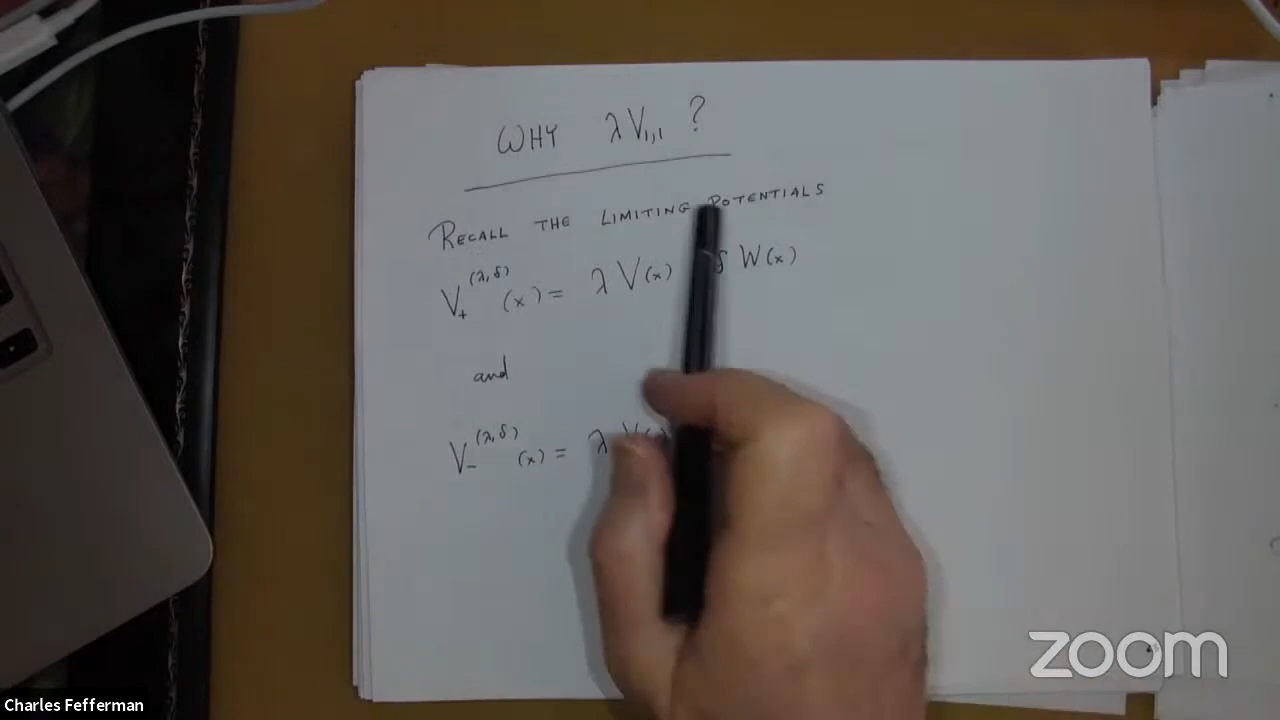 WHY λV₁,₁ ?
RECALL THE LIMITING POTENTIALS
V₊^(λ,δ) (x) = λ V(x) δ W(x)
and
V₋^(λ,δ) (x) = λ V(x)
zoom
Charles Fefferman